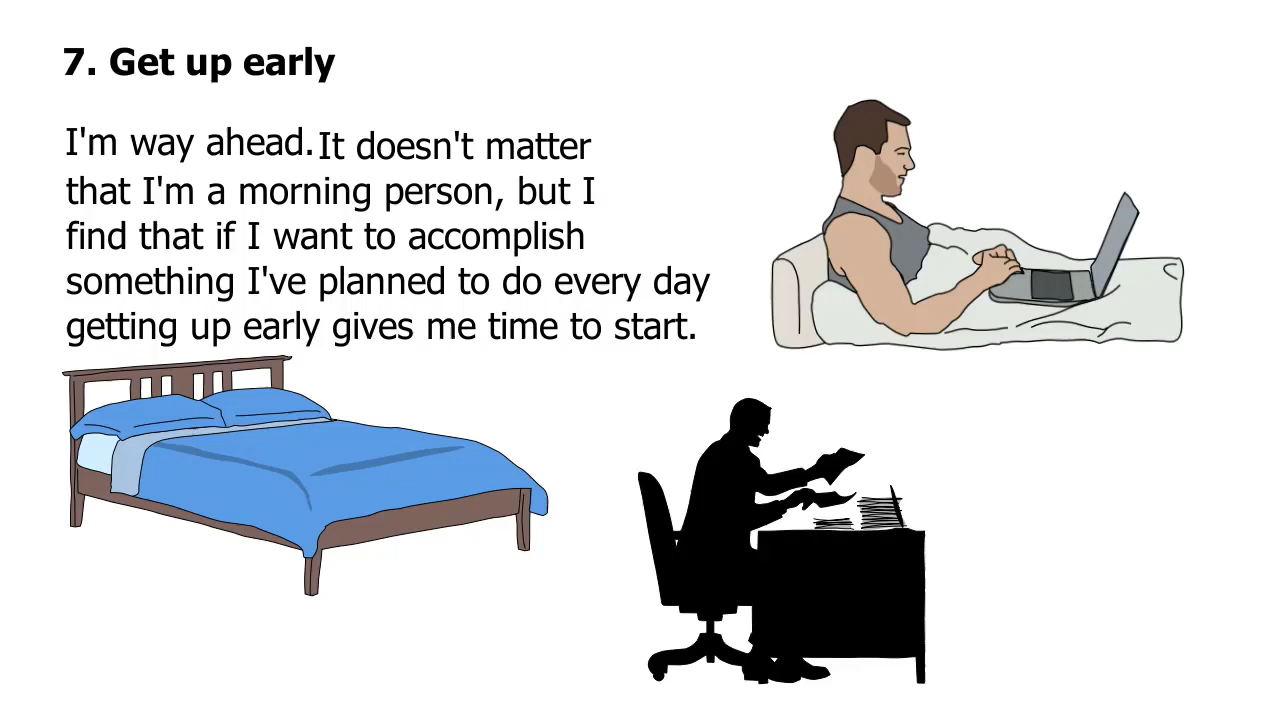 7. Get up early
I'm way ahead. It doesn't matter
that I'm a morning person, but I
find that if I want to accomplish
something I've planned to do every day
getting up early gives me time to start.